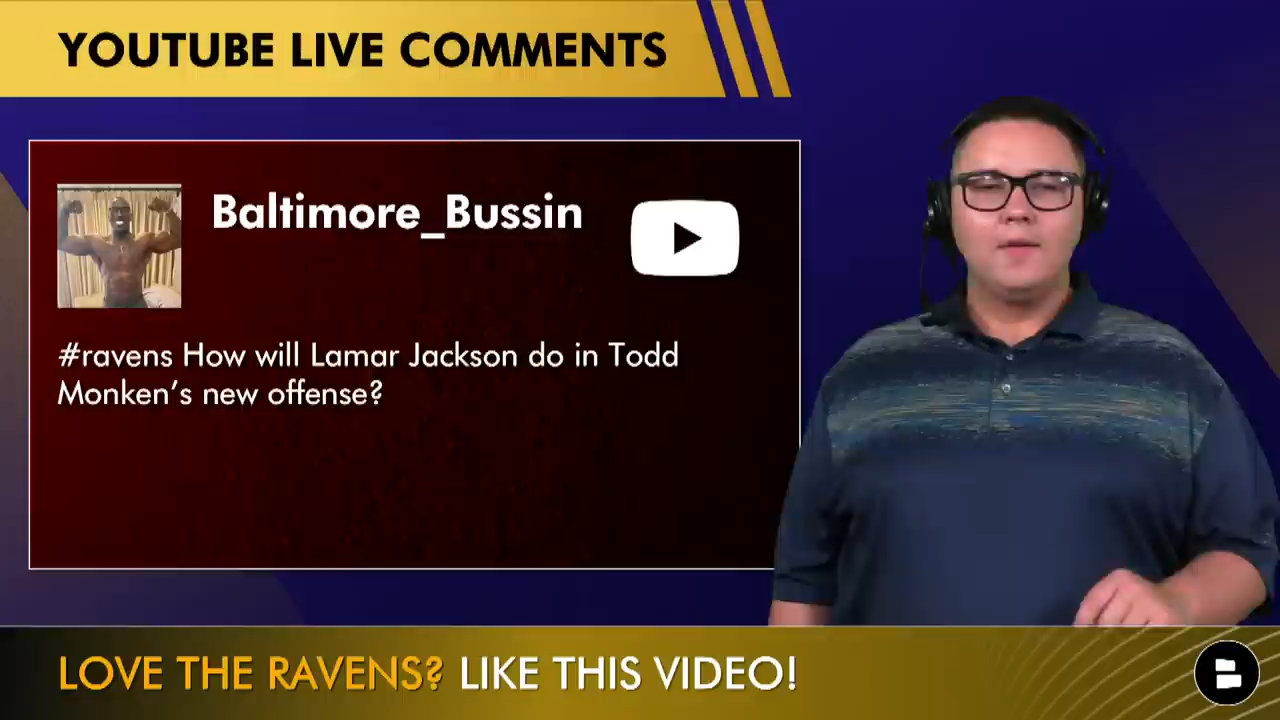 YOUTUBE LIVE COMMENTS
Baltimore_Bussin
#ravens How will Lamar Jackson do in Todd
Monken’s new offense?
LOVE THE RAVENS? LIKE THIS VIDEO!